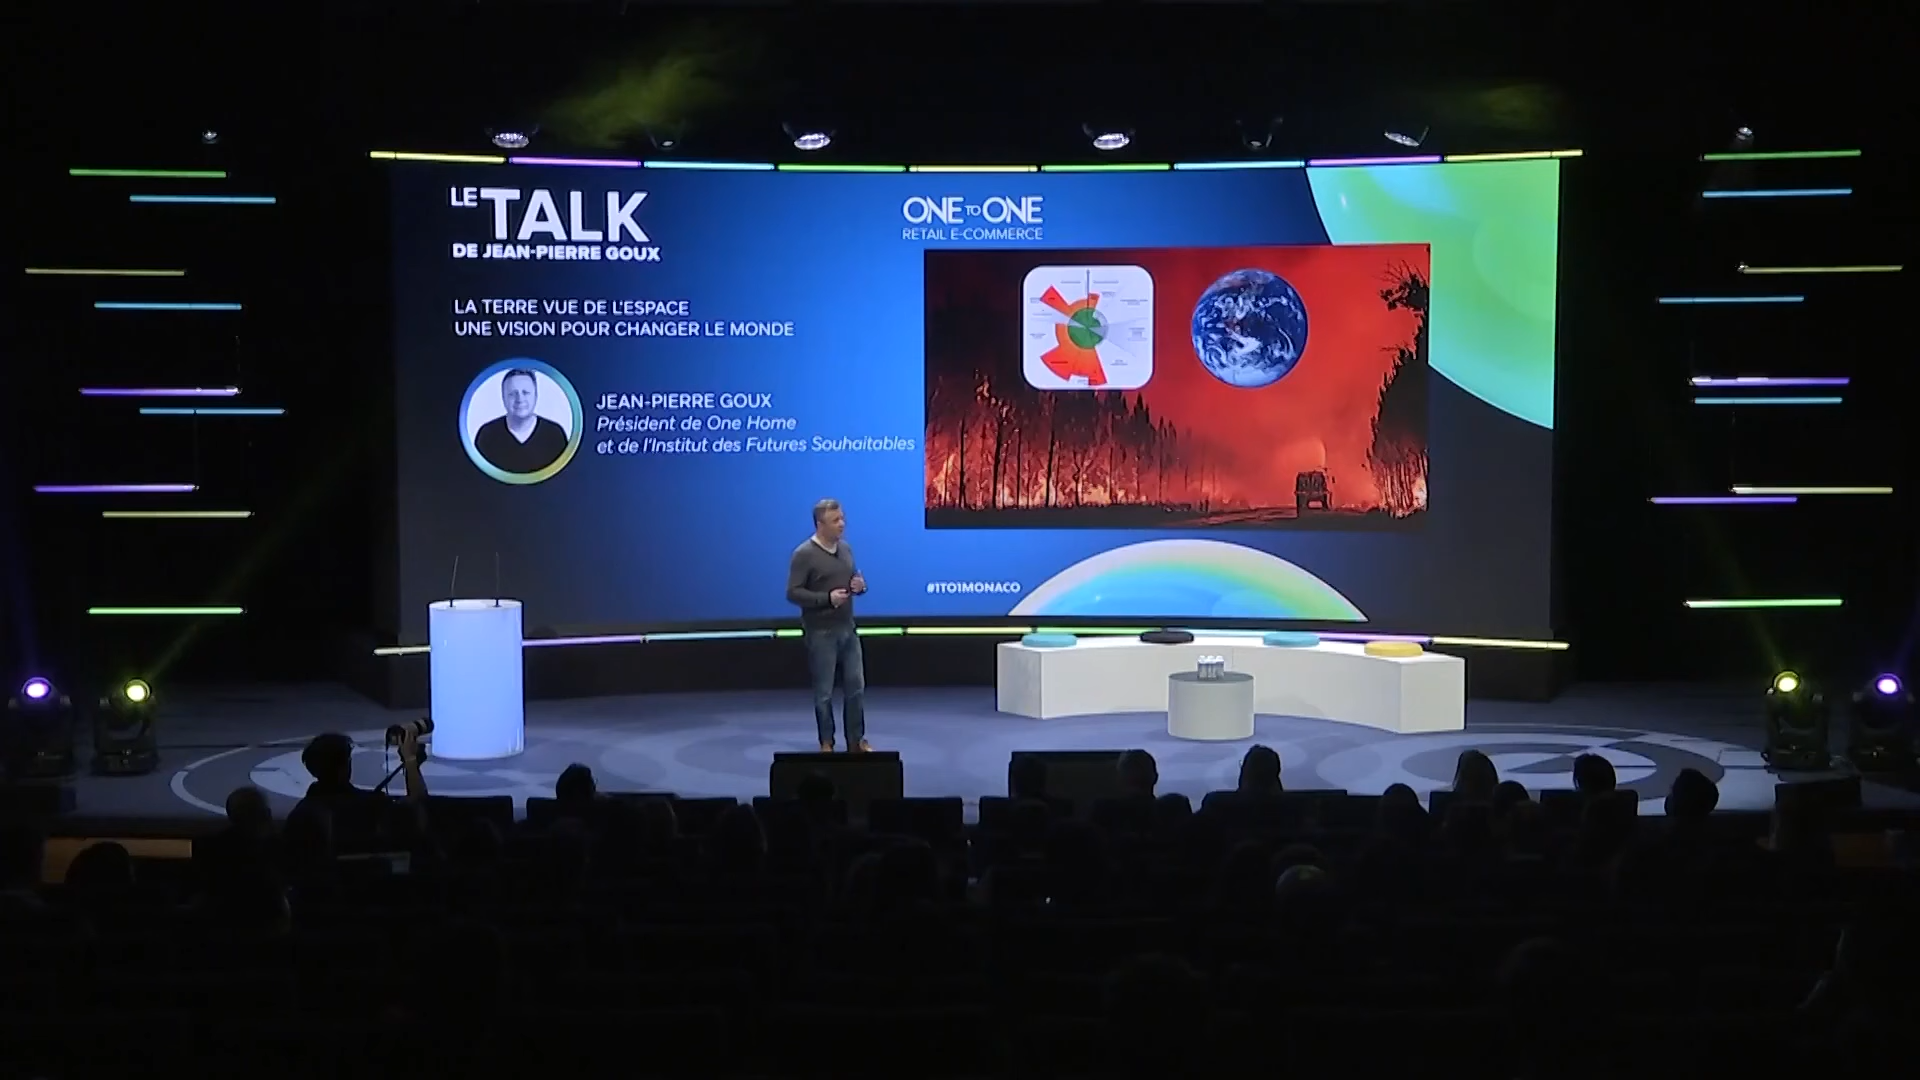 LE TALK
DE JEAN-PIERRE GOUX
ONE TO ONE
RETAIL E-COMMERCE
LA TERRE VUE DE L'ESPACE
UNE VISION POUR CHANGER LE MONDE
JEAN-PIERRE GOUX
Président de One Home
et de l'Institut des Futures Souhaitables
#1TO1MONACO